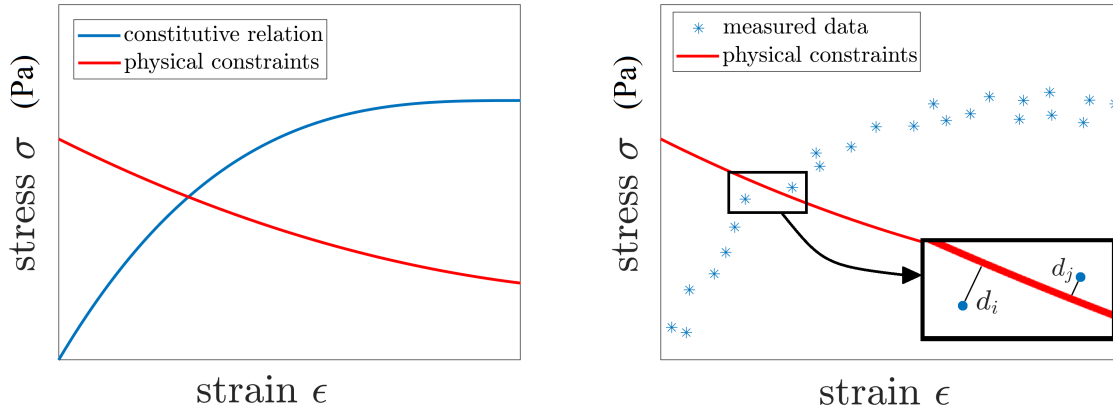 constitutive relation
physical constraints
stress σ (Pa)
strain ϵ
measured data
physical constraints
stress σ (Pa)
d_i
d_j
strain ϵ